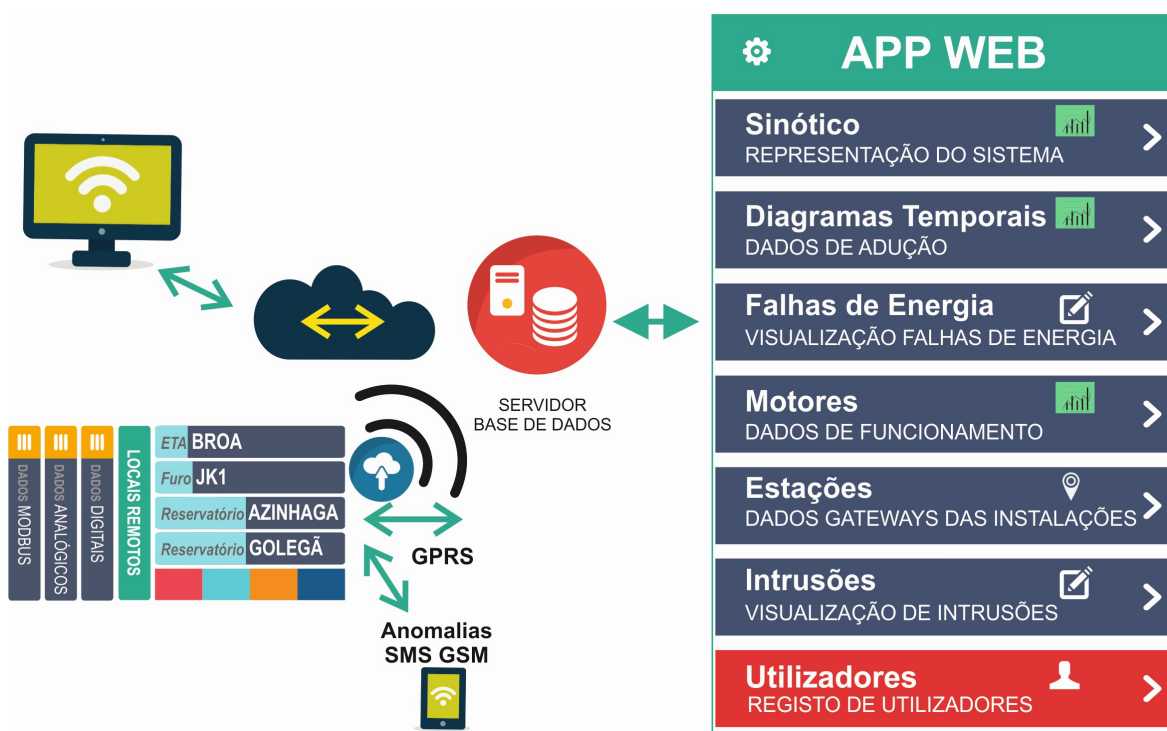 SERVIDOR
BASE DE DADOS
DADOS MODBUS
DADOS ANALÓGICOS
DADOS DIGITAIS
LOCAIS REMOTOS
ETA BROA
Furo JK1
Reservatório AZINHAGA
Reservatório GOLEGÃ
GPRS
Anomalias
SMS GSM
APP WEB
Sinótico
REPRESENTAÇÃO DO SISTEMA
Diagramas Temporais
DADOS DE ADUÇÃO
Falhas de Energia
VISUALIZAÇÃO FALHAS DE ENERGIA
Motores
DADOS DE FUNCIONAMENTO
Estações
DADOS GATEWAYS DAS INSTALAÇÕES
Intrusões
VISUALIZAÇÃO DE INTRUSÕES
Utilizadores
REGISTO DE UTILIZADORES